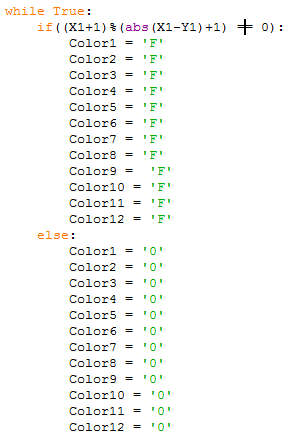 while True:
    if((X1+1)%(abs(X1-Y1)+1) == 0):
        Color1 = 'F'
        Color2 = 'F'
        Color3 = 'F'
        Color4 = 'F'
        Color5 = 'F'
        Color6 = 'F'
        Color7 = 'F'
        Color8 = 'F'
        Color9 =  'F'
        Color10 = 'F'
        Color11 = 'F'
        Color12 = 'F'
    else:
        Color1 = '0'
        Color2 = '0'
        Color3 = '0'
        Color4 = '0'
        Color5 = '0'
        Color6 = '0'
        Color7 = '0'
        Color8 = '0'
        Color9 = '0'
        Color10 = '0'
        Color11 = '0'
        Color12 = '0'